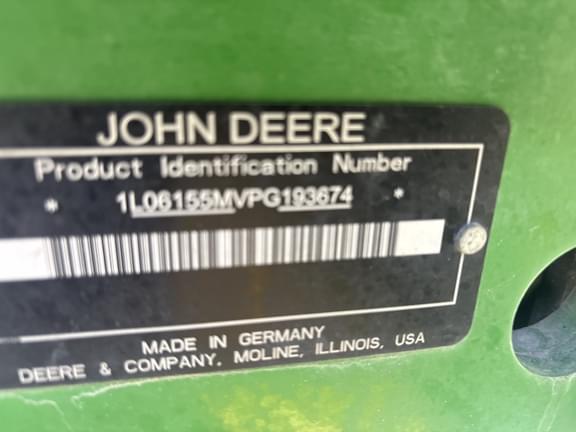 JOHN DEERE
Product Identification Number
* 1L06155MVPG193674 *
MADE IN GERMANY
DEERE & COMPANY. MOLINE, ILLINOIS, USA